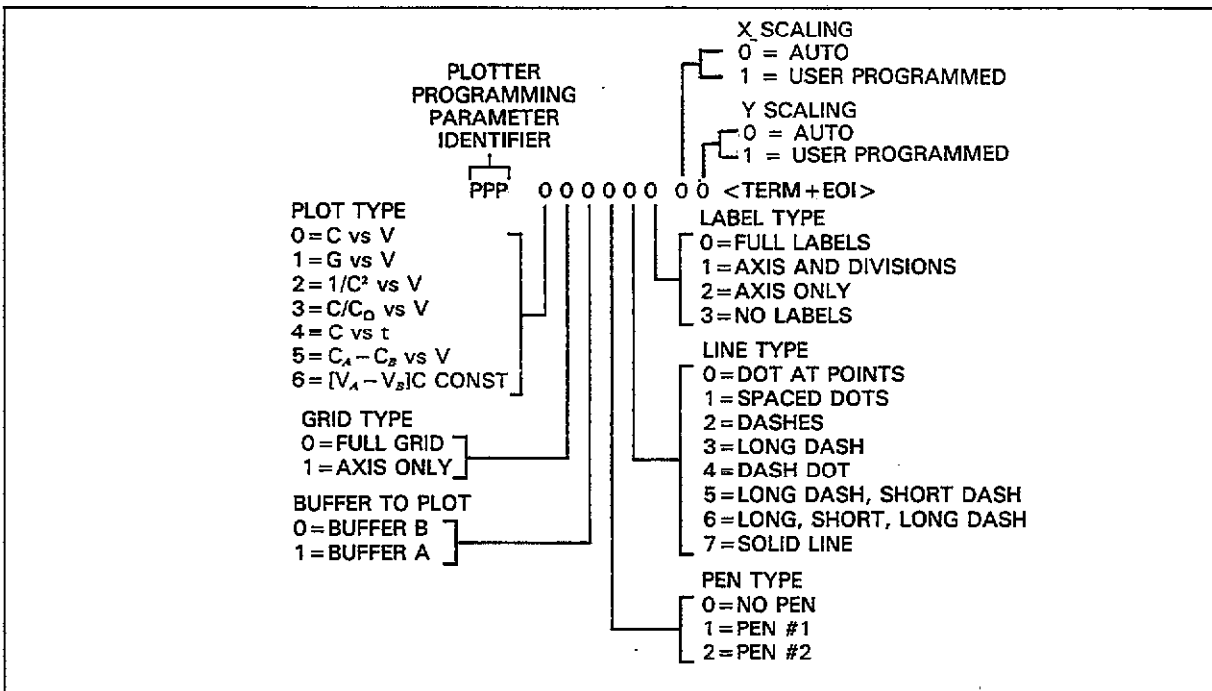 X SCALING
0 = AUTO
1 = USER PROGRAMMED
PLOTTER
PROGRAMMING
PARAMETER
IDENTIFIER
Y SCALING
0 = AUTO
1 = USER PROGRAMMED
PPP 0 0 0 0 0 0 0 0 <TERM+EOI>
PLOT TYPE
0=C vs V
1=G vs V
2=1/C² vs V
3=C/C₀ vs V
4=C vs t
5=C_A−C_B vs V
6=[V_A−V_B]C CONST
GRID TYPE
0=FULL GRID
1=AXIS ONLY
BUFFER TO PLOT
0=BUFFER B
1=BUFFER A
LABEL TYPE
0=FULL LABELS
1=AXIS AND DIVISIONS
2=AXIS ONLY
3=NO LABELS
LINE TYPE
0=DOT AT POINTS
1=SPACED DOTS
2=DASHES
3=LONG DASH
4=DASH DOT
5=LONG DASH, SHORT DASH
6=LONG, SHORT, LONG DASH
7=SOLID LINE
PEN TYPE
0=NO PEN
1=PEN #1
2=PEN #2